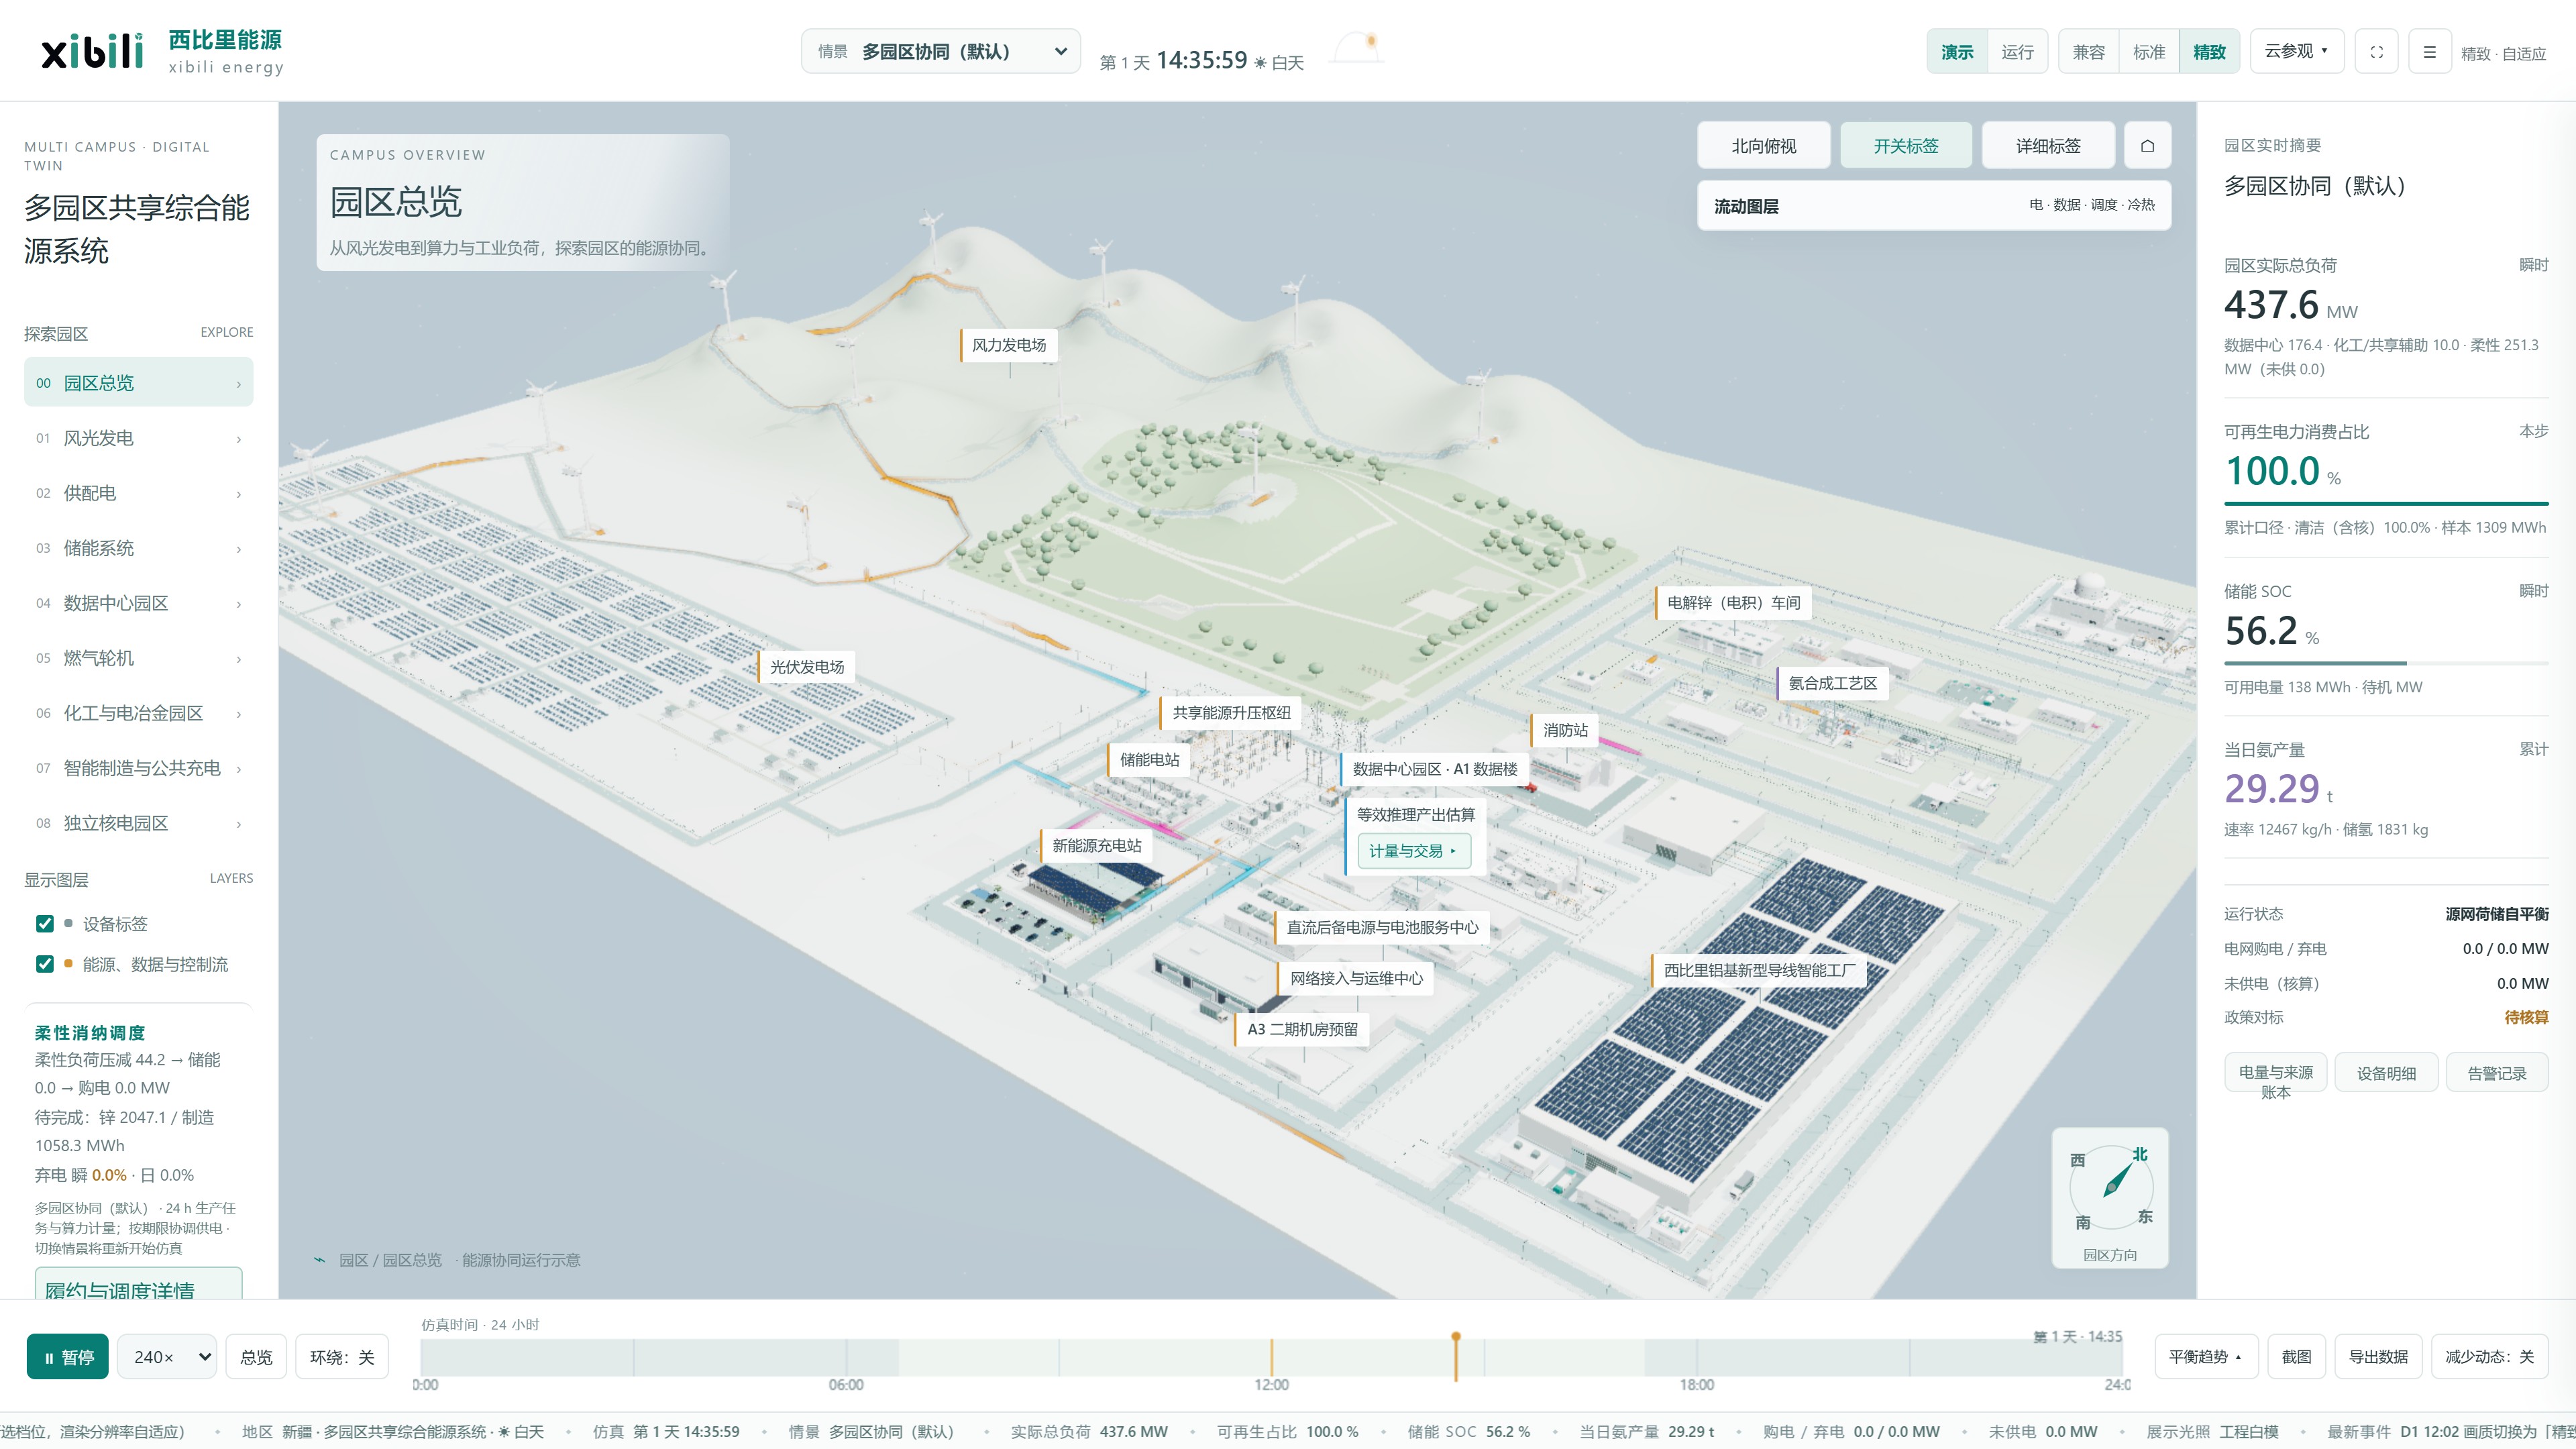 xibili 西比里能源
xibili energy
情景 多园区协同（默认）
第 1 天 14:35:59 ☀ 白天
演示 运行
兼容 标准 精致
云参观 ▾
精致 · 自适应
MULTI CAMPUS · DIGITAL
TWIN
多园区共享综合能
源系统
探索园区 EXPLORE
00 园区总览 ›
01 风光发电 ›
02 供配电 ›
03 储能系统 ›
04 数据中心园区 ›
05 燃气轮机 ›
06 化工与电冶金园区 ›
07 智能制造与公共充电 ›
08 独立核电园区 ›
显示图层 LAYERS
设备标签
能源、数据与控制流
柔性消纳调度
柔性负荷压减 44.2 → 储能
0.0 → 购电 0.0 MW
待完成：锌 2047.1 / 制造
1058.3 MWh
弃电 瞬 0.0% · 日 0.0%
多园区协同（默认） · 24 h 生产任
务与算力计量；按期限协调供电 ·
切换情景将重新开始仿真
履约与调度详情
CAMPUS OVERVIEW
园区总览
从风光发电到算力与工业负荷，探索园区的能源协同。
北向俯视 开关标签 详细标签
流动图层 电 · 数据 · 调度 · 冷热
风力发电场
电解锌（电积）车间
光伏发电场
氨合成工艺区
共享能源升压枢纽
消防站
储能电站
数据中心园区 · A1 数据楼
等效推理产出估算
计量与交易 ▸
新能源充电站
直流后备电源与电池服务中心
西比里铝基新型导线智能工厂
网络接入与运维中心
A3 二期机房预留
北
西
南
东
园区方向
园区 / 园区总览 · 能源协同运行示意
园区实时摘要
多园区协同（默认）
园区实际总负荷 瞬时
437.6 MW
数据中心 176.4 · 化工/共享辅助 10.0 · 柔性 251.3
MW（未供 0.0）
可再生电力消费占比 本步
100.0 %
累计口径 · 清洁（含核）100.0% · 样本 1309 MWh
储能 SOC 瞬时
56.2 %
可用电量 138 MWh · 待机 MW
当日氨产量 累计
29.29 t
速率 12467 kg/h · 储氢 1831 kg
运行状态 源网荷储自平衡
电网购电 / 弃电 0.0 / 0.0 MW
未供电（核算） 0.0 MW
政策对标 待核算
电量与来源
账本
设备明细
告警记录
暂停
240×
总览
环绕：关
仿真时间 · 24 小时
第 1 天 · 14:35
06:00 12:00 18:00
平衡趋势 ▴
截图
导出数据
减少动态：关
选档位，渲染分辨率自适应） • 地区 新疆 · 多园区共享综合能源系统 · ☀ 白天 • 仿真 第 1 天 14:35:59 • 情景 多园区协同（默认） • 实际总负荷 437.6 MW • 可再生占比 100.0 % • 储能 SOC 56.2 % • 当日氨产量 29.29 t • 购电 / 弃电 0.0 / 0.0 MW • 未供电 0.0 MW • 展示光照 工程白模 • 最新事件 D1 12:02 画质切换为「精致